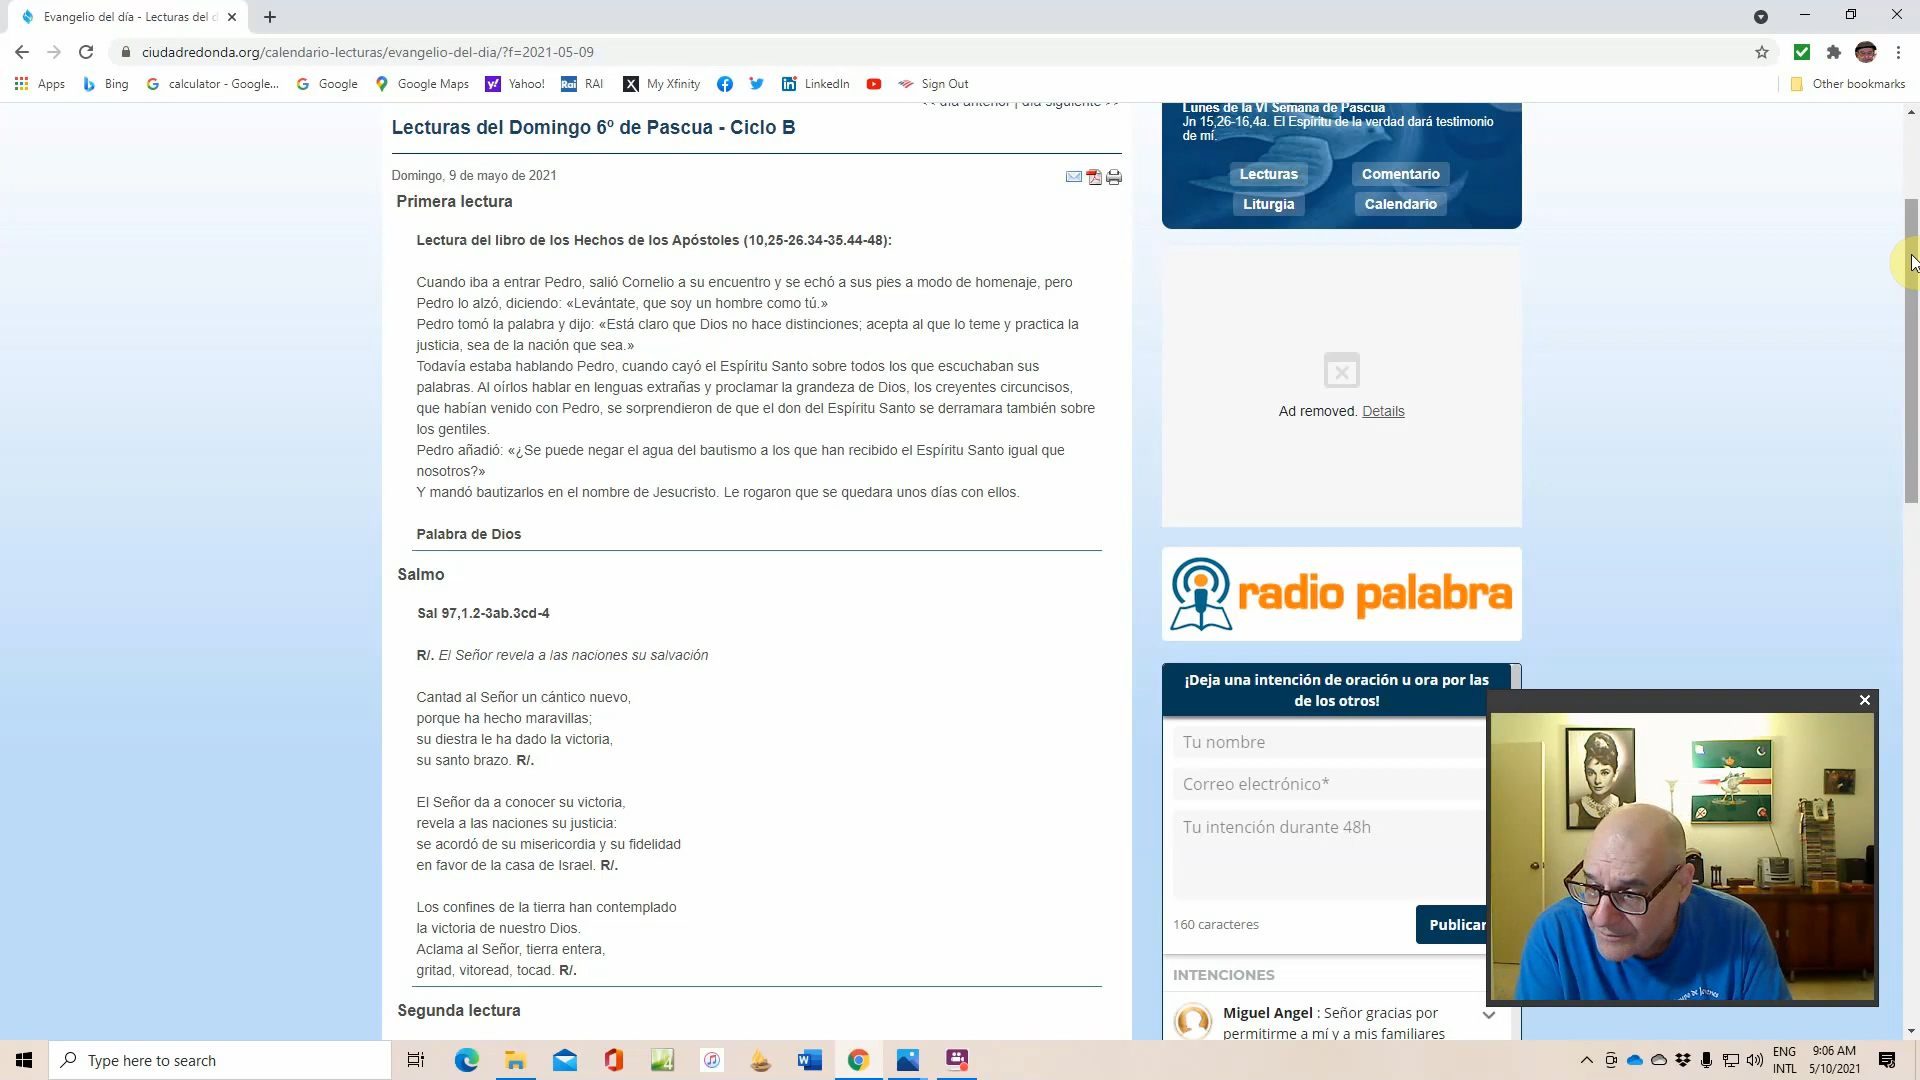 Evangelio del día - Lecturas del d
ciudadredonda.org/calendario-lecturas/evangelio-del-dia/?f=2021-05-09
Apps
Bing
calculator - Google...
Google
Google Maps
Yahoo!
RAI
My Xfinity
LinkedIn
Sign Out
Other bookmarks
<< día anterior | día siguiente >>
Lecturas del Domingo 6º de Pascua - Ciclo B
Domingo, 9 de mayo de 2021
Primera lectura
Lectura del libro de los Hechos de los Apóstoles (10,25-26.34-35.44-48):
Cuando iba a entrar Pedro, salió Cornelio a su encuentro y se echó a sus pies a modo de homenaje, pero
Pedro lo alzó, diciendo: «Levántate, que soy un hombre como tú.»
Pedro tomó la palabra y dijo: «Está claro que Dios no hace distinciones; acepta al que lo teme y practica la
justicia, sea de la nación que sea.»
Todavía estaba hablando Pedro, cuando cayó el Espíritu Santo sobre todos los que escuchaban sus
palabras. Al oírlos hablar en lenguas extrañas y proclamar la grandeza de Dios, los creyentes circuncisos,
que habían venido con Pedro, se sorprendieron de que el don del Espíritu Santo se derramara también sobre
los gentiles.
Pedro añadió: «¿Se puede negar el agua del bautismo a los que han recibido el Espíritu Santo igual que
nosotros?»
Y mandó bautizarlos en el nombre de Jesucristo. Le rogaron que se quedara unos días con ellos.
Palabra de Dios
Salmo
Sal 97,1.2-3ab.3cd-4
R/. El Señor revela a las naciones su salvación
Cantad al Señor un cántico nuevo,
porque ha hecho maravillas;
su diestra le ha dado la victoria,
su santo brazo. R/.
El Señor da a conocer su victoria,
revela a las naciones su justicia:
se acordó de su misericordia y su fidelidad
en favor de la casa de Israel. R/.
Los confines de la tierra han contemplado
la victoria de nuestro Dios.
Aclama al Señor, tierra entera,
gritad, vitoread, tocad. R/.
Segunda lectura
Lunes de la VI Semana de Pascua
Jn 15,26-16,4a. El Espíritu de la verdad dará testimonio
de mí.
Lecturas
Comentario
Liturgia
Calendario
Ad removed. Details
radio palabra
¡Deja una intención de oración u ora por las
de los otros!
Tu nombre
Correo electrónico*
Tu intención durante 48h
160 caracteres
Publicar
INTENCIONES
Miguel Angel : Señor gracias por
permitirme a mí y a mis familiares
Type here to search
ENG
INTL
9:06 AM
5/10/2021